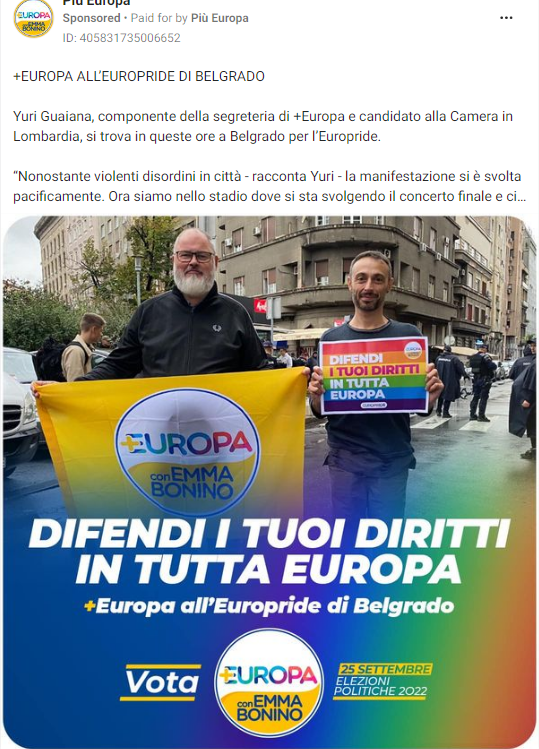 Più Europa
Sponsored • Paid for by Più Europa
ID: 405831735006652
+EUROPA ALL'EUROPRIDE DI BELGRADO
Yuri Guaiana, componente della segreteria di +Europa e candidato alla Camera in
Lombardia, si trova in queste ore a Belgrado per l'Europride.
“Nonostante violenti disordini in città - racconta Yuri - la manifestazione si è svolta
pacificamente. Ora siamo nello stadio dove si sta svolgendo il concerto finale e ci...
+EUROPA
con EMMA
BONINO
DIFENDI
I TUOI DIRITTI
IN TUTTA
EUROPA
DIFENDI I TUOI DIRITTI
IN TUTTA EUROPA
+Europa all'Europride di Belgrado
Vota
+EUROPA
con EMMA
BONINO
25 SETTEMBRE
ELEZIONI
POLITICHE 2022